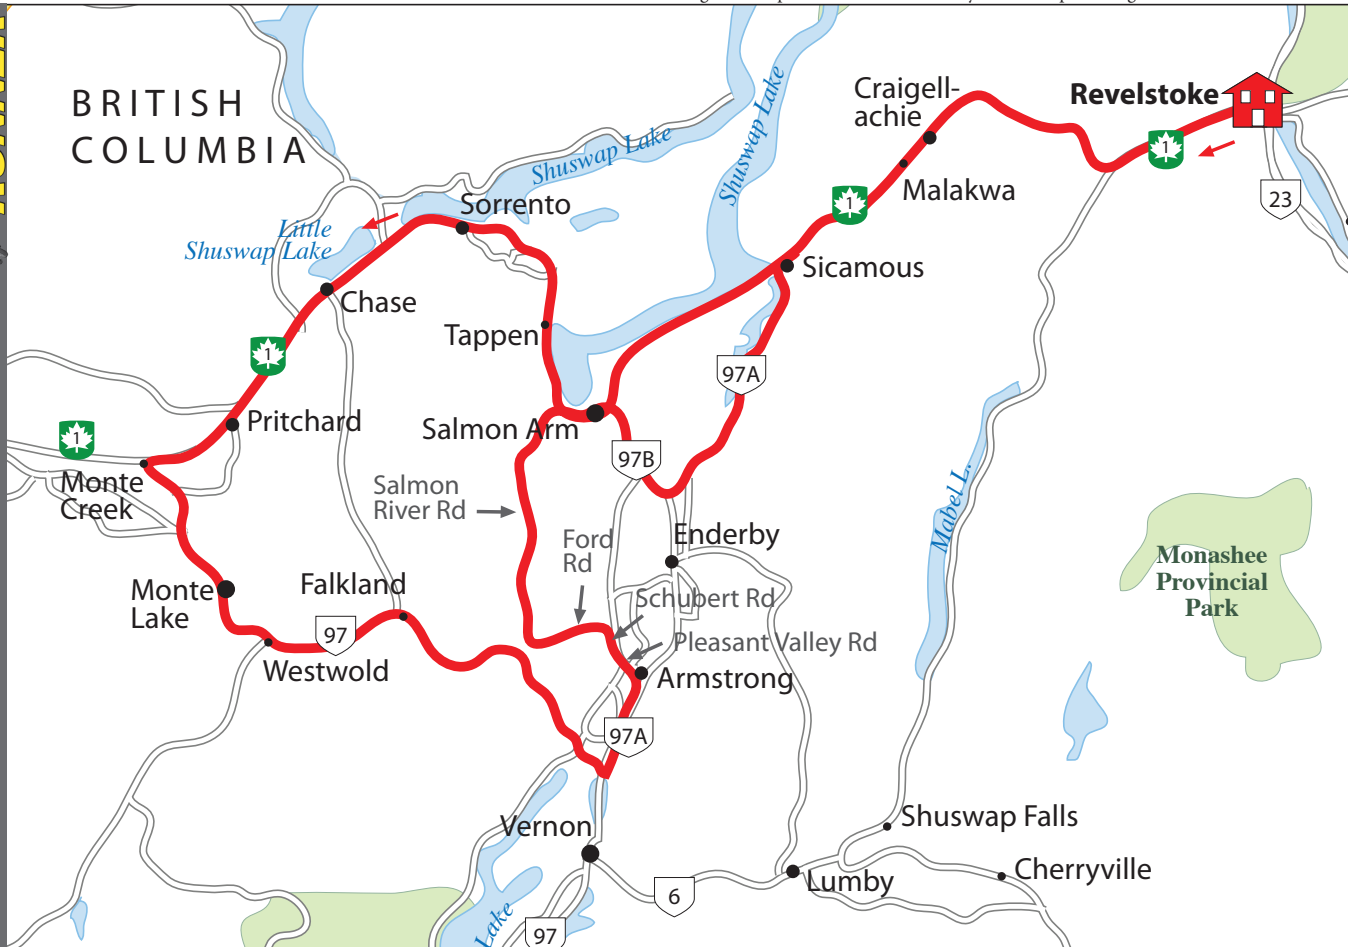 BRITISH
COLUMBIA
Craigell-
achie
Revelstoke
1
23
Malakwa
1
Shuswap Lake
Shuswap Lake
Sorrento
Little
Shuswap Lake
Sicamous
Chase
Tappen
1
97A
Pritchard
Salmon Arm
1
97B
Monte
Creek
Salmon
River Rd
Mabel L.
Ford
Rd
Enderby
Monashee
Provincial
Park
Monte
Lake
Falkland
Schubert Rd
97
Pleasant Valley Rd
Westwold
Armstrong
97A
Vernon
Shuswap Falls
Cherryville
Lumby
6
Lake
97